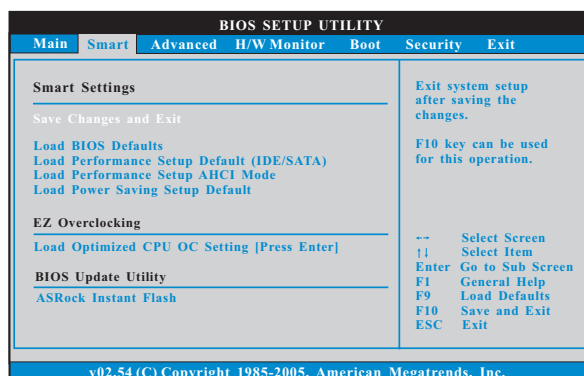 BIOS SETUP UTILITY
Main Smart Advanced H/W Monitor Boot Security Exit
Smart Settings
Save Changes and Exit
Load BIOS Defaults
Load Performance Setup Default (IDE/SATA)
Load Performance Setup AHCI Mode
Load Power Saving Setup Default
EZ Overclocking
Load Optimized CPU OC Setting [Press Enter]
BIOS Update Utility
ASRock Instant Flash
Exit system setup
after saving the
changes.
F10 key can be used
for this operation.
←→ Select Screen
↑↓ Select Item
Enter Go to Sub Screen
F1 General Help
F9 Load Defaults
F10 Save and Exit
ESC Exit
v02.54 (C) Copyright 1985-2005, American Megatrends, Inc.